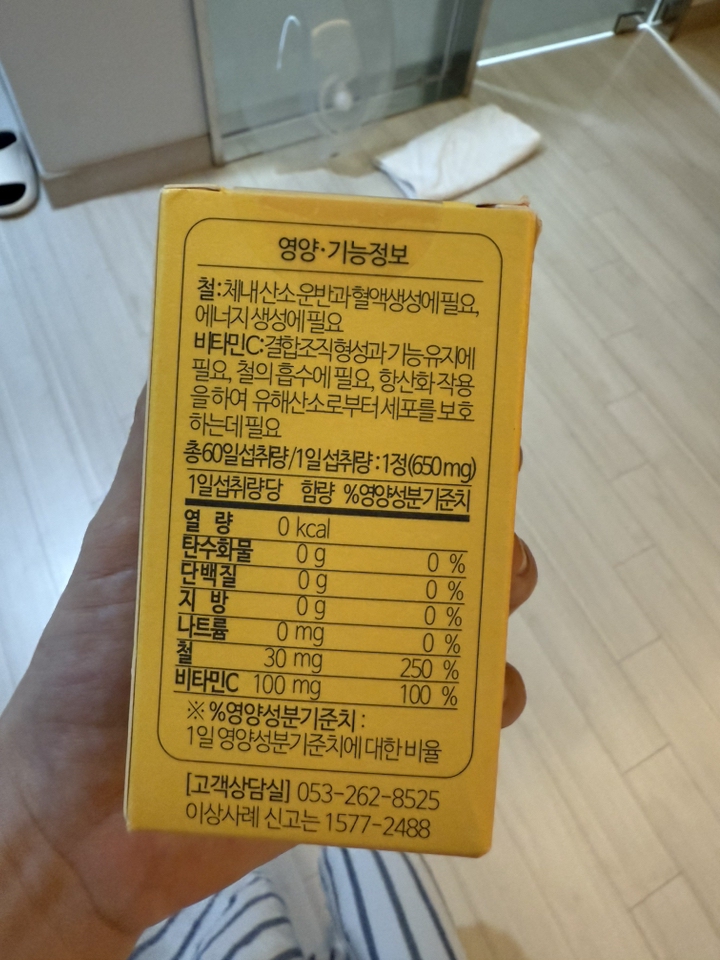 영양·기능정보
철:체내 산소운반과 혈액생성에 필요,
에너지 생성에 필요
비타민C:결합조직 형성과 기능유지에
필요, 철의 흡수에 필요, 항산화 작용
을 하여 유해산소로부터 세포를 보호
하는데 필요
총60일섭취량/1일섭취량:1정(650mg)
1일섭취량당 함량 %영양성분기준치
열 량 0 kcal
탄수화물 0 g 0 %
단백질 0 g 0 %
지 방 0 g 0 %
나트륨 0 mg 0 %
철 30 mg 250 %
비타민C 100 mg 100 %
※ %영양성분기준치 :
1일 영양성분기준치에 대한 비율
[고객상담실] 053-262-8525
이상사례 신고는 1577-2488